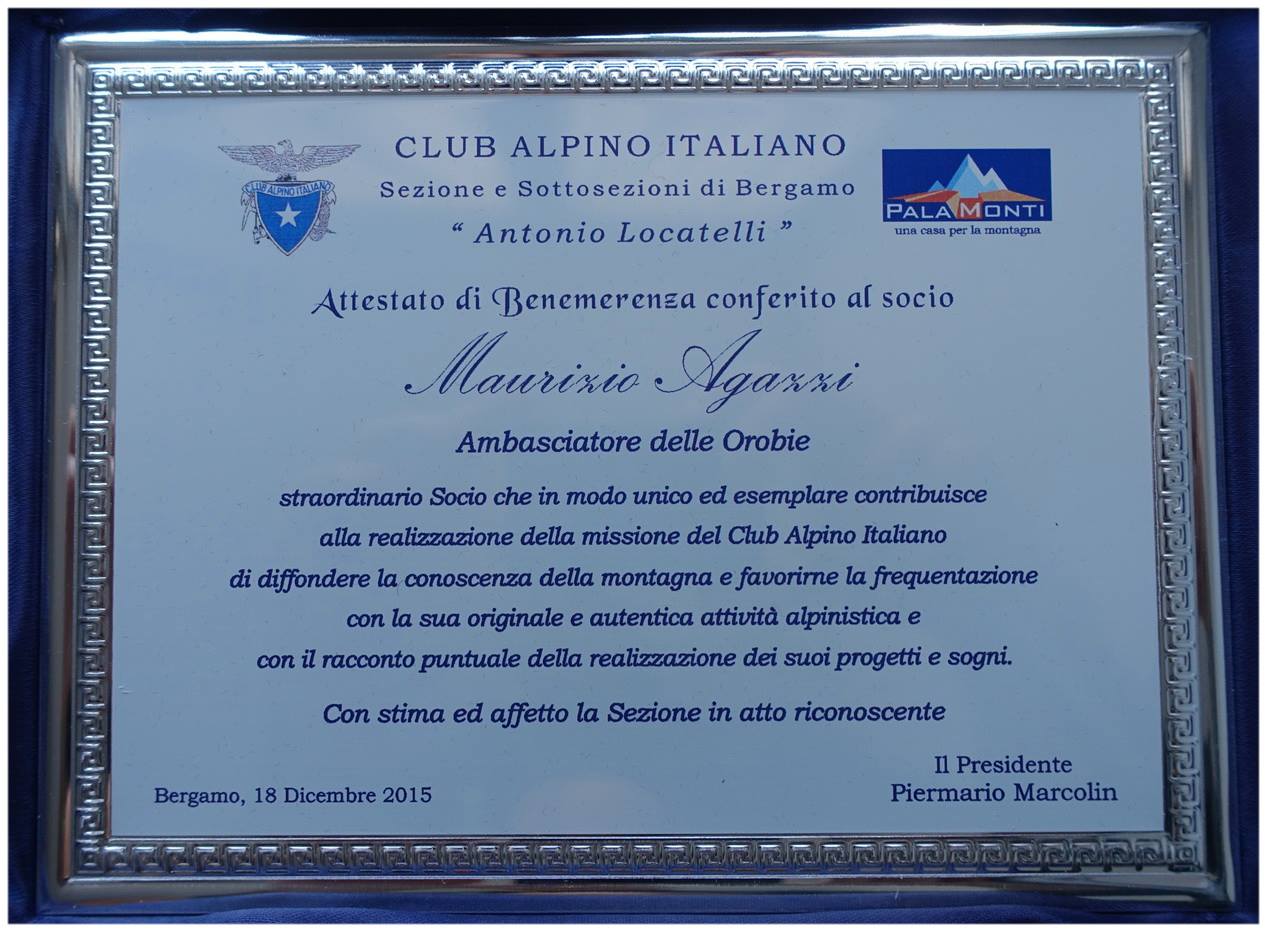 CLUB ALPINO ITALIANO
Sezione e Sottosezioni di Bergamo
“ Antonio Locatelli ”
CLUB ALPINO ITALIANO
PALAMONTI
una casa per la montagna
Attestato di Benemerenza conferito al socio
Maurizio Agazzi
Ambasciatore delle Orobie
straordinario Socio che in modo unico ed esemplare contribuisce
alla realizzazione della missione del Club Alpino Italiano
di diffondere la conoscenza della montagna e favorirne la frequentazione
con la sua originale e autentica attività alpinistica e
con il racconto puntuale della realizzazione dei suoi progetti e sogni.
Con stima ed affetto la Sezione in atto riconoscente
Il Presidente
Piermario Marcolin
Bergamo, 18 Dicembre 2015